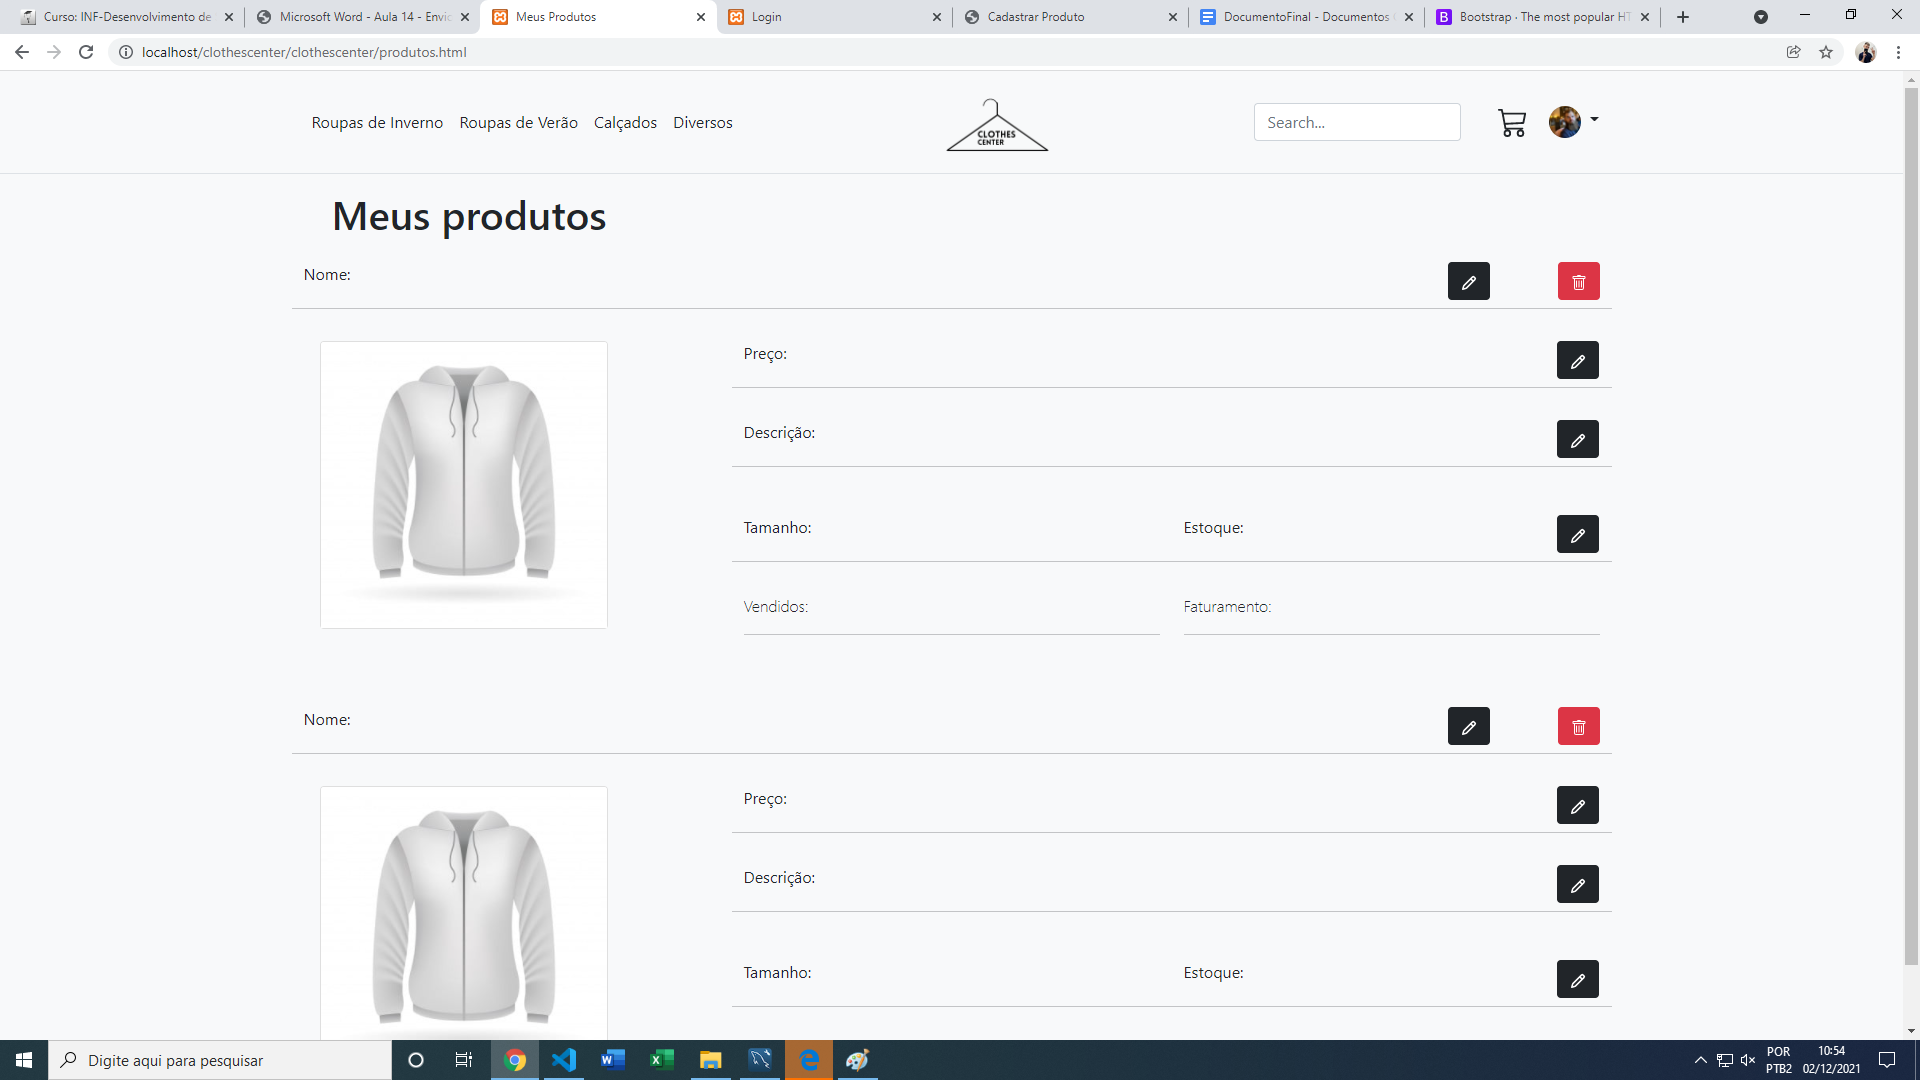 Curso: INF-Desenvolvimento de
Microsoft Word - Aula 14 - Envio
Meus Produtos
Login
Cadastrar Produto
DocumentoFinal - Documentos
Bootstrap · The most popular HT
localhost/clothescenter/clothescenter/produtos.html
Roupas de Inverno Roupas de Verão Calçados Diversos
CLOTHES
CENTER
Search...
Meus produtos
Nome:
Preço:
Descrição:
Tamanho: Estoque:
Vendidos: Faturamento:
Nome:
Preço:
Descrição:
Tamanho: Estoque:
Digite aqui para pesquisar
POR 10:54
PTB2 02/12/2021